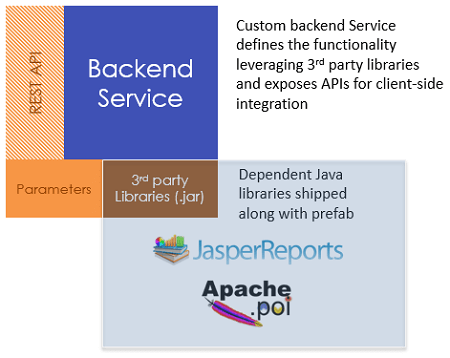 REST API
Backend
Service
Custom backend Service
defines the functionality
leveraging 3rd party libraries
and exposes APIs for client-side
integration
Parameters
3rd party
Libraries (.jar)
Dependent Java
libraries shipped
along with prefab
JasperReports
Apache
.poi